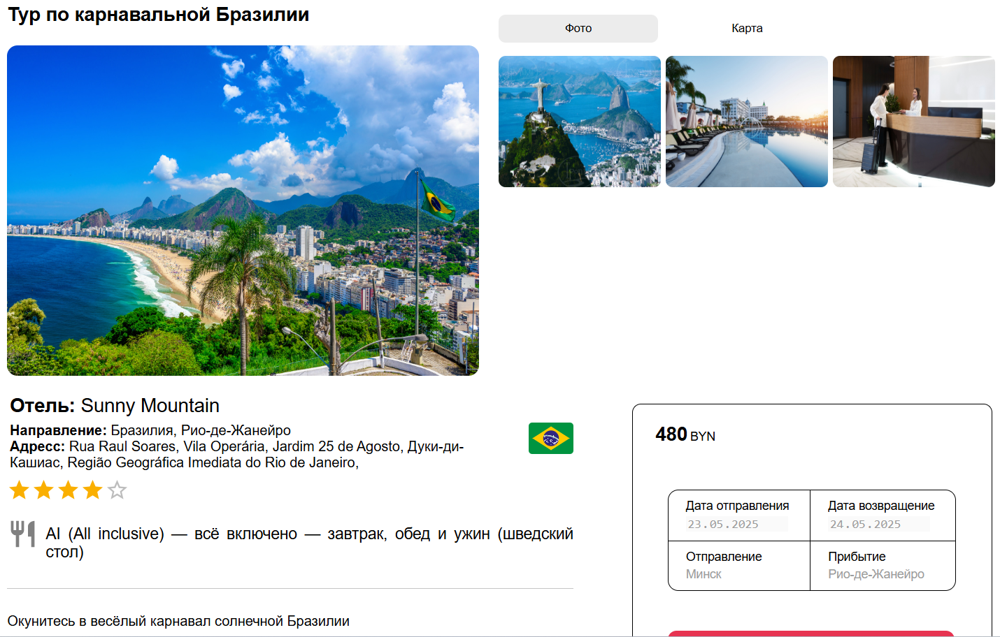 Тур по карнавальной Бразилии
Фото
Карта
Отель: Sunny Mountain
Направление: Бразилия, Рио-де-Жанейро
Адресс: Rua Raul Soares, Vila Operária, Jardim 25 de Agosto, Дуки-ди-
Кашиас, Região Geográfica Imediata do Rio de Janeiro,
AI (All inclusive) — всё включено — завтрак, обед и ужин (шведский
стол)
Окунитесь в весёлый карнавал солнечной Бразилии
480 BYN
Дата отправления
23.05.2025
Дата возвращение
24.05.2025
Отправление
Минск
Прибытие
Рио-де-Жанейро